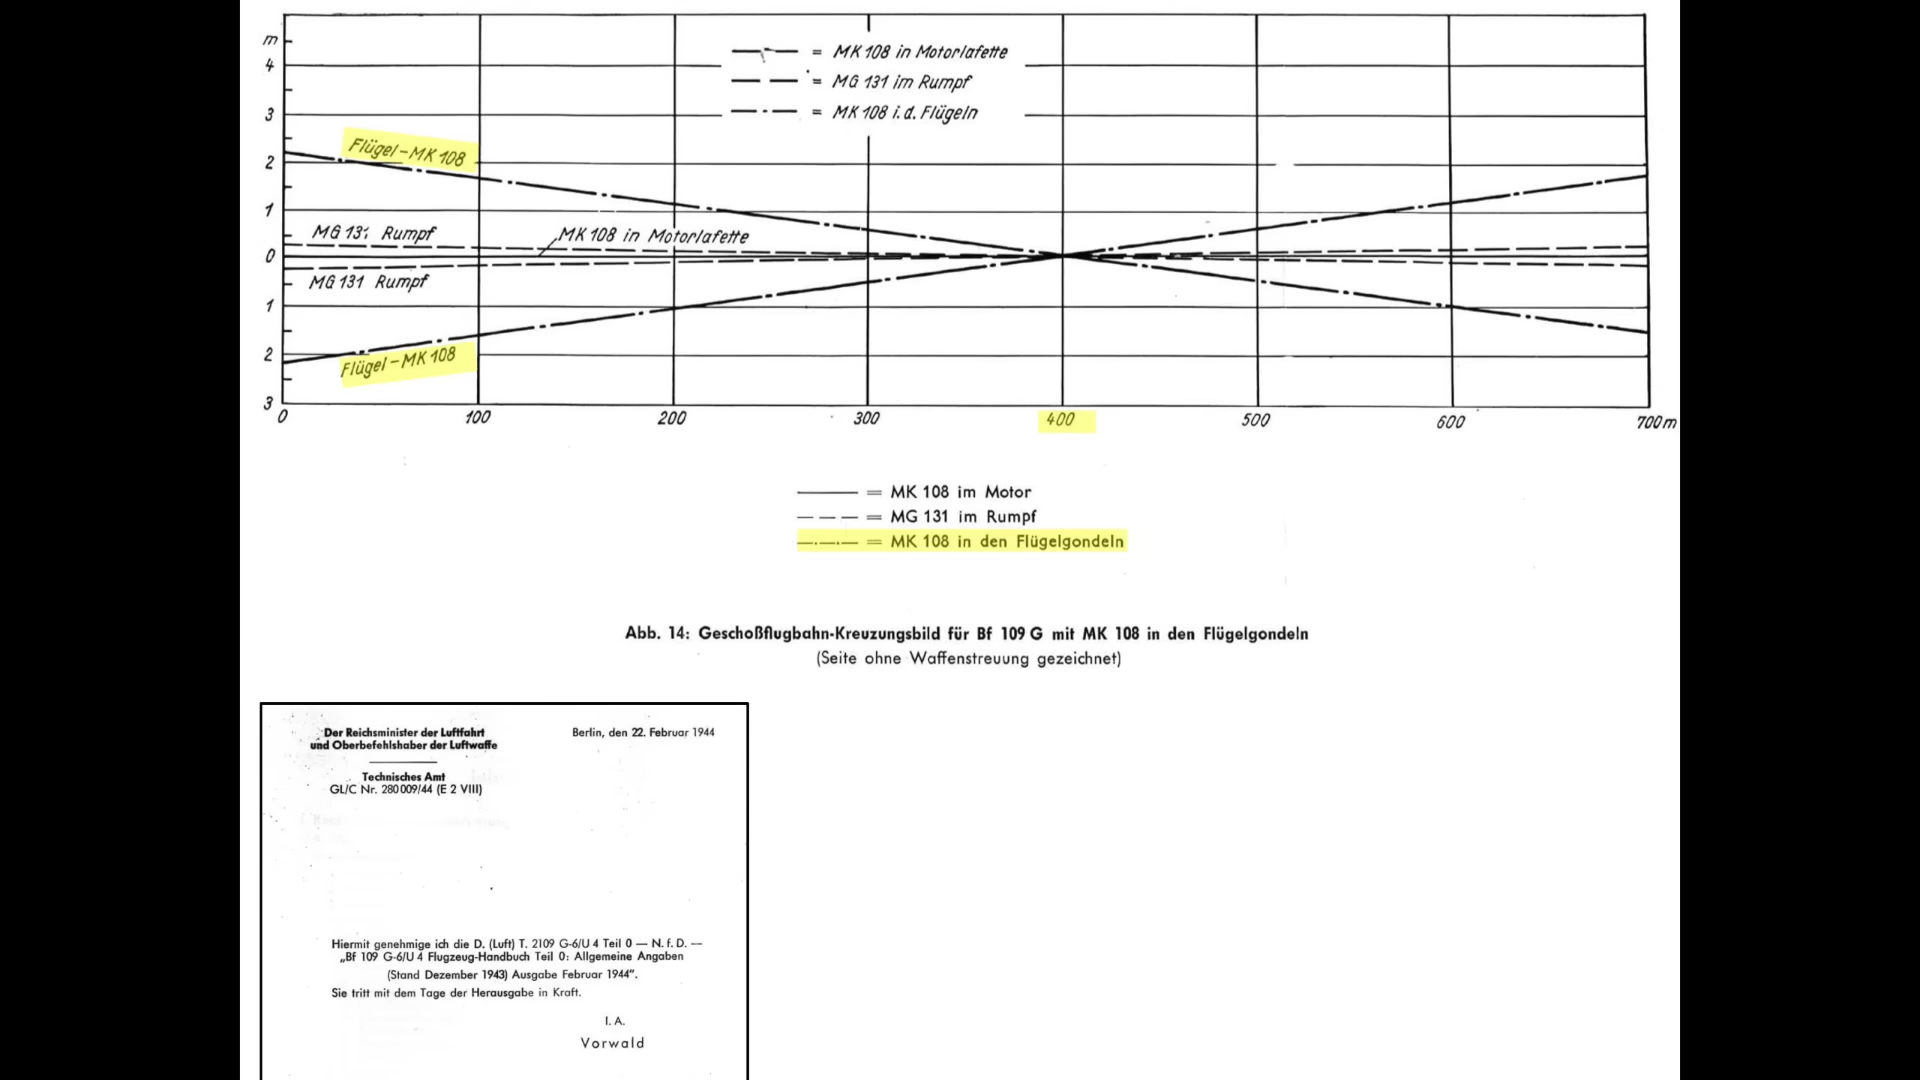 m
4
3
2
1
0
1
2
3
= MK 108 in Motorlafette
= MG 131 im Rumpf
= MK 108 i. d. Flügeln
Flügel – MK 108
MG 131 Rumpf
MK 108 in Motorlafette
MG 131 Rumpf
Flügel – MK 108
0 100 200 300 400 500 600 700 m
= MK 108 im Motor
= MG 131 im Rumpf
= MK 108 in den Flügelgondeln
Abb. 14: Geschoßflugbahn-Kreuzungsbild für Bf 109 G mit MK 108 in den Flügelgondeln
(Seite ohne Waffenstreuung gezeichnet)
Der Reichsminister der Luftfahrt
und Oberbefehlshaber der Luftwaffe
Berlin, den 22. Februar 1944
Technisches Amt
GL/C Nr. 280 009/44 (E 2 VIII)
Hiermit genehmige ich die D. (Luft) T. 2109 G-6/U 4 Teil 0 — N. f. D. —
„Bf 109 G-6/U 4 Flugzeug-Handbuch Teil 0: Allgemeine Angaben
(Stand Dezember 1943) Ausgabe Februar 1944".
Sie tritt mit dem Tage der Herausgabe in Kraft.
I. A.
Vorwald